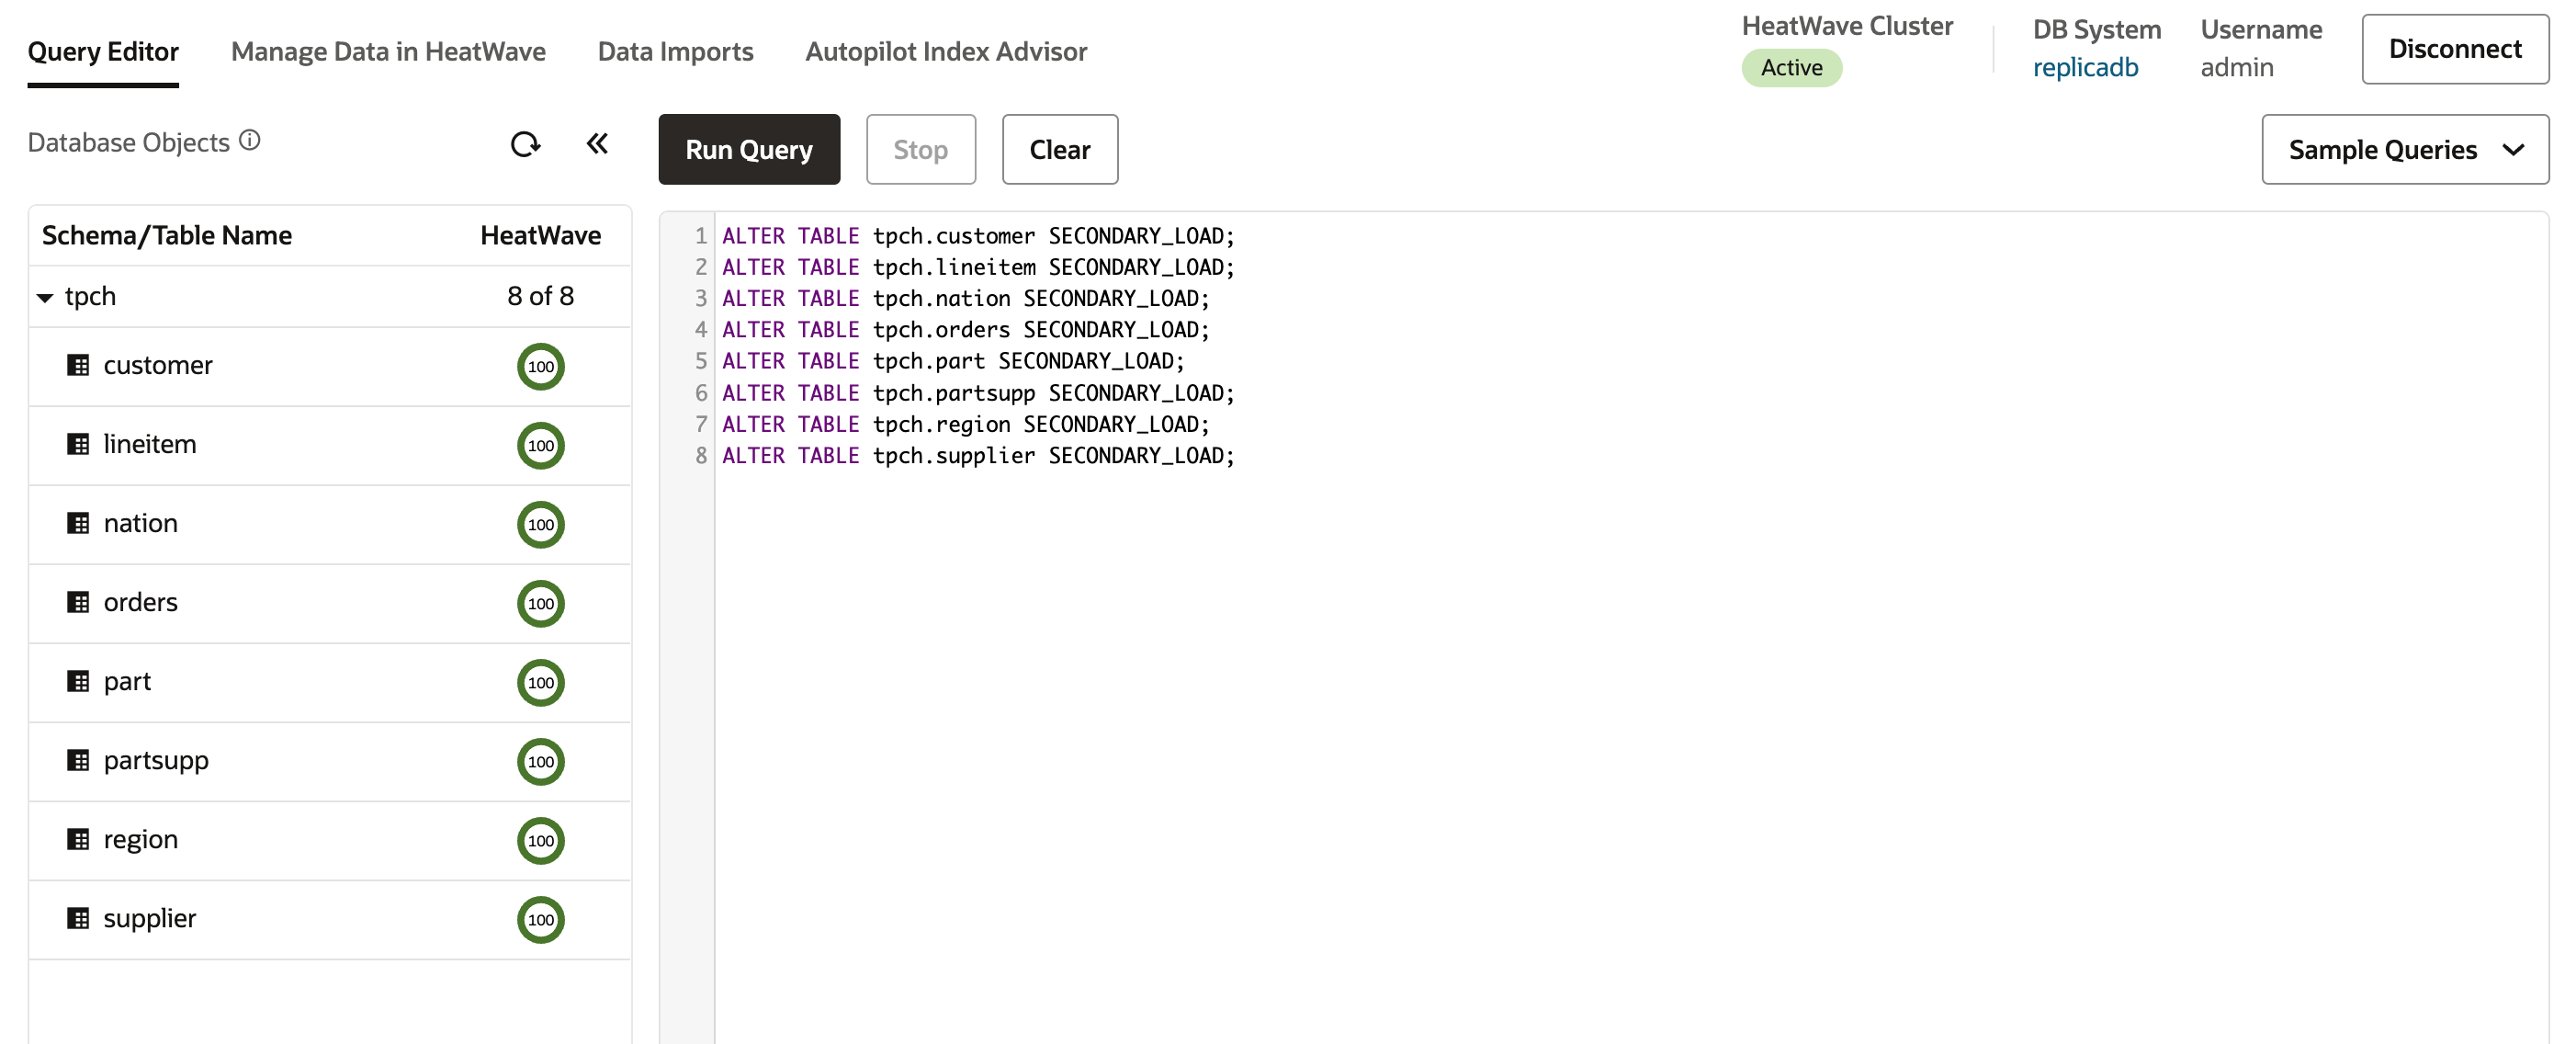 Query Editor Manage Data in HeatWave Data Imports Autopilot Index Advisor
HeatWave Cluster
Active
DB System
replicadb
Username
admin
Disconnect
Database Objects
Run Query Stop Clear Sample Queries
Schema/Table Name HeatWave
tpch 8 of 8
customer 100
lineitem 100
nation 100
orders 100
part 100
partsupp 100
region 100
supplier 100
1 ALTER TABLE tpch.customer SECONDARY_LOAD;
2 ALTER TABLE tpch.lineitem SECONDARY_LOAD;
3 ALTER TABLE tpch.nation SECONDARY_LOAD;
4 ALTER TABLE tpch.orders SECONDARY_LOAD;
5 ALTER TABLE tpch.part SECONDARY_LOAD;
6 ALTER TABLE tpch.partsupp SECONDARY_LOAD;
7 ALTER TABLE tpch.region SECONDARY_LOAD;
8 ALTER TABLE tpch.supplier SECONDARY_LOAD;